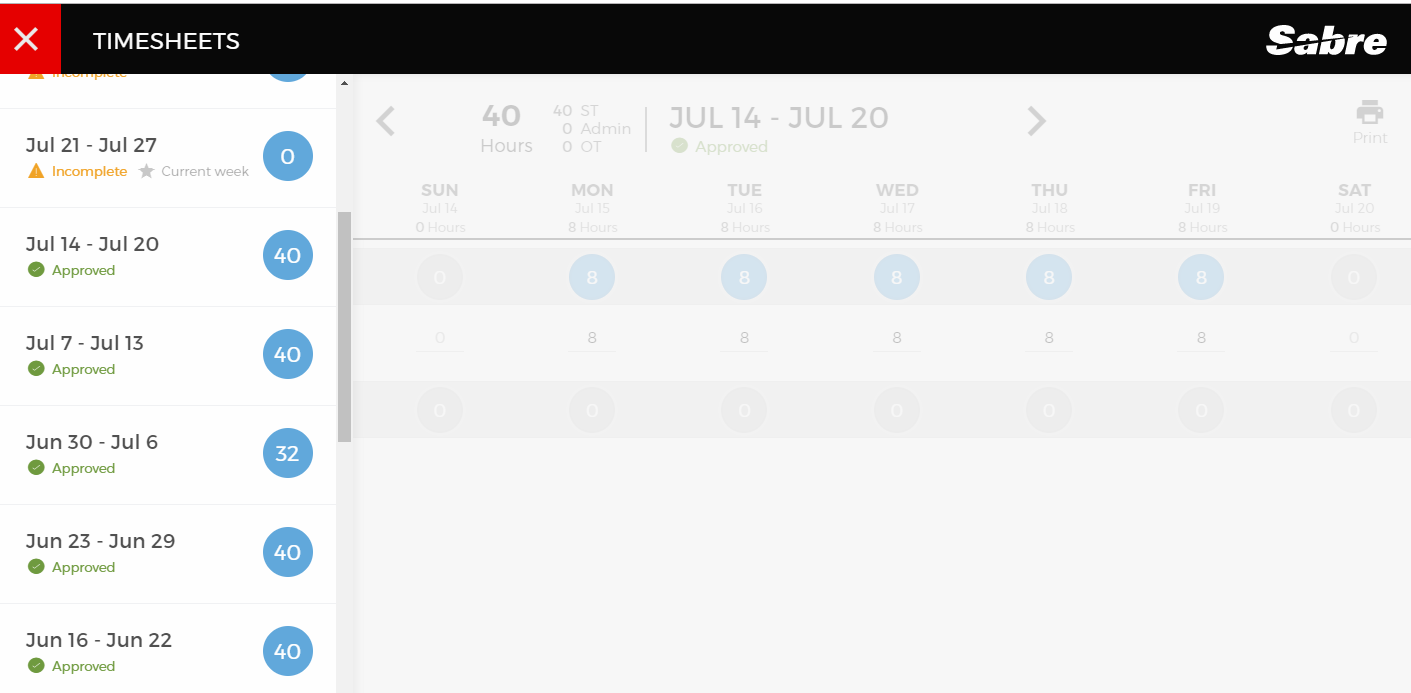 TIMESHEETS
Sabre
Incomplete
Jul 21 - Jul 27
Incomplete Current week
0
Jul 14 - Jul 20
Approved
40
Jul 7 - Jul 13
Approved
40
Jun 30 - Jul 6
Approved
32
Jun 23 - Jun 29
Approved
40
Jun 16 - Jun 22
Approved
40
40
Hours
40 ST
0 Admin
0 OT
JUL 14 - JUL 20
Approved
Print
SUN MON TUE WED THU FRI SAT
Jul 14 Jul 15 Jul 16 Jul 17 Jul 18 Jul 19 Jul 20
0 Hours 8 Hours 8 Hours 8 Hours 8 Hours 8 Hours 0 Hours
0 8 8 8 8 8 0
0 8 8 8 8 8 0
0 0 0 0 0 0 0